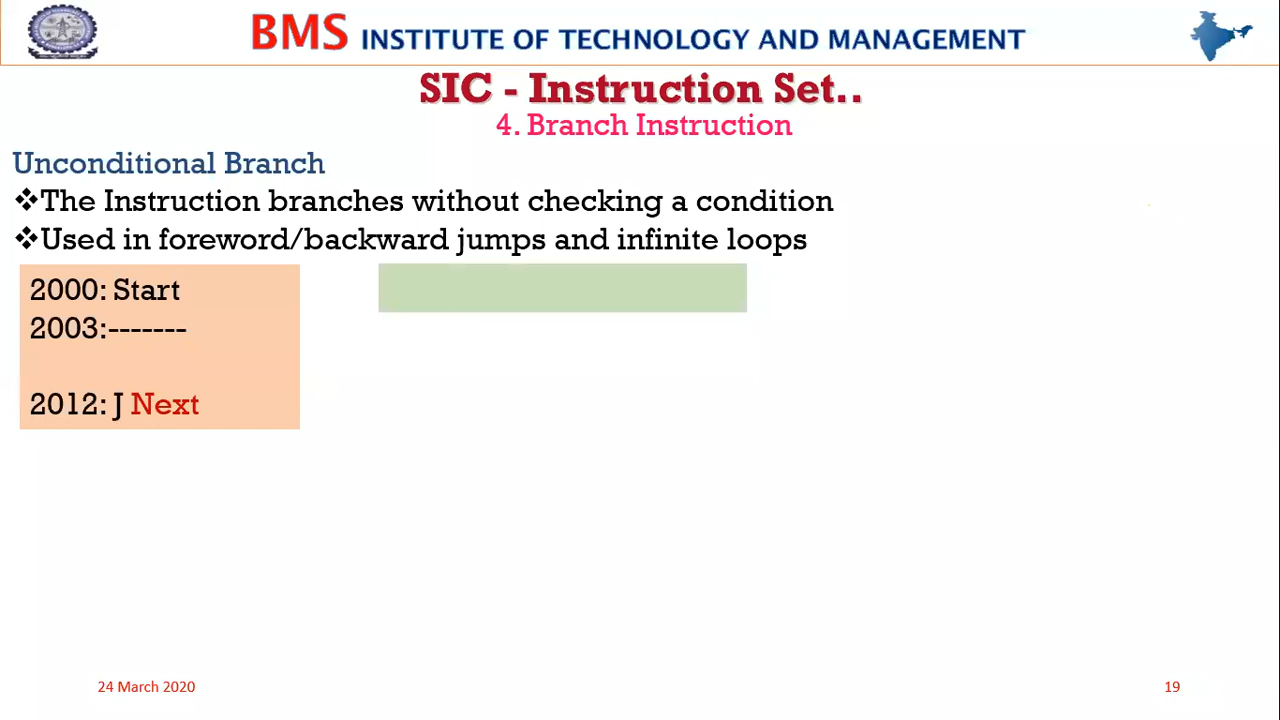 BMS INSTITUTE OF TECHNOLOGY AND MANAGEMENT
SIC - Instruction Set..
4. Branch Instruction
Unconditional Branch
❖The Instruction branches without checking a condition
❖Used in foreword/backward jumps and infinite loops
2000: Start
2003:-------
2012: J Next
24 March 2020
19